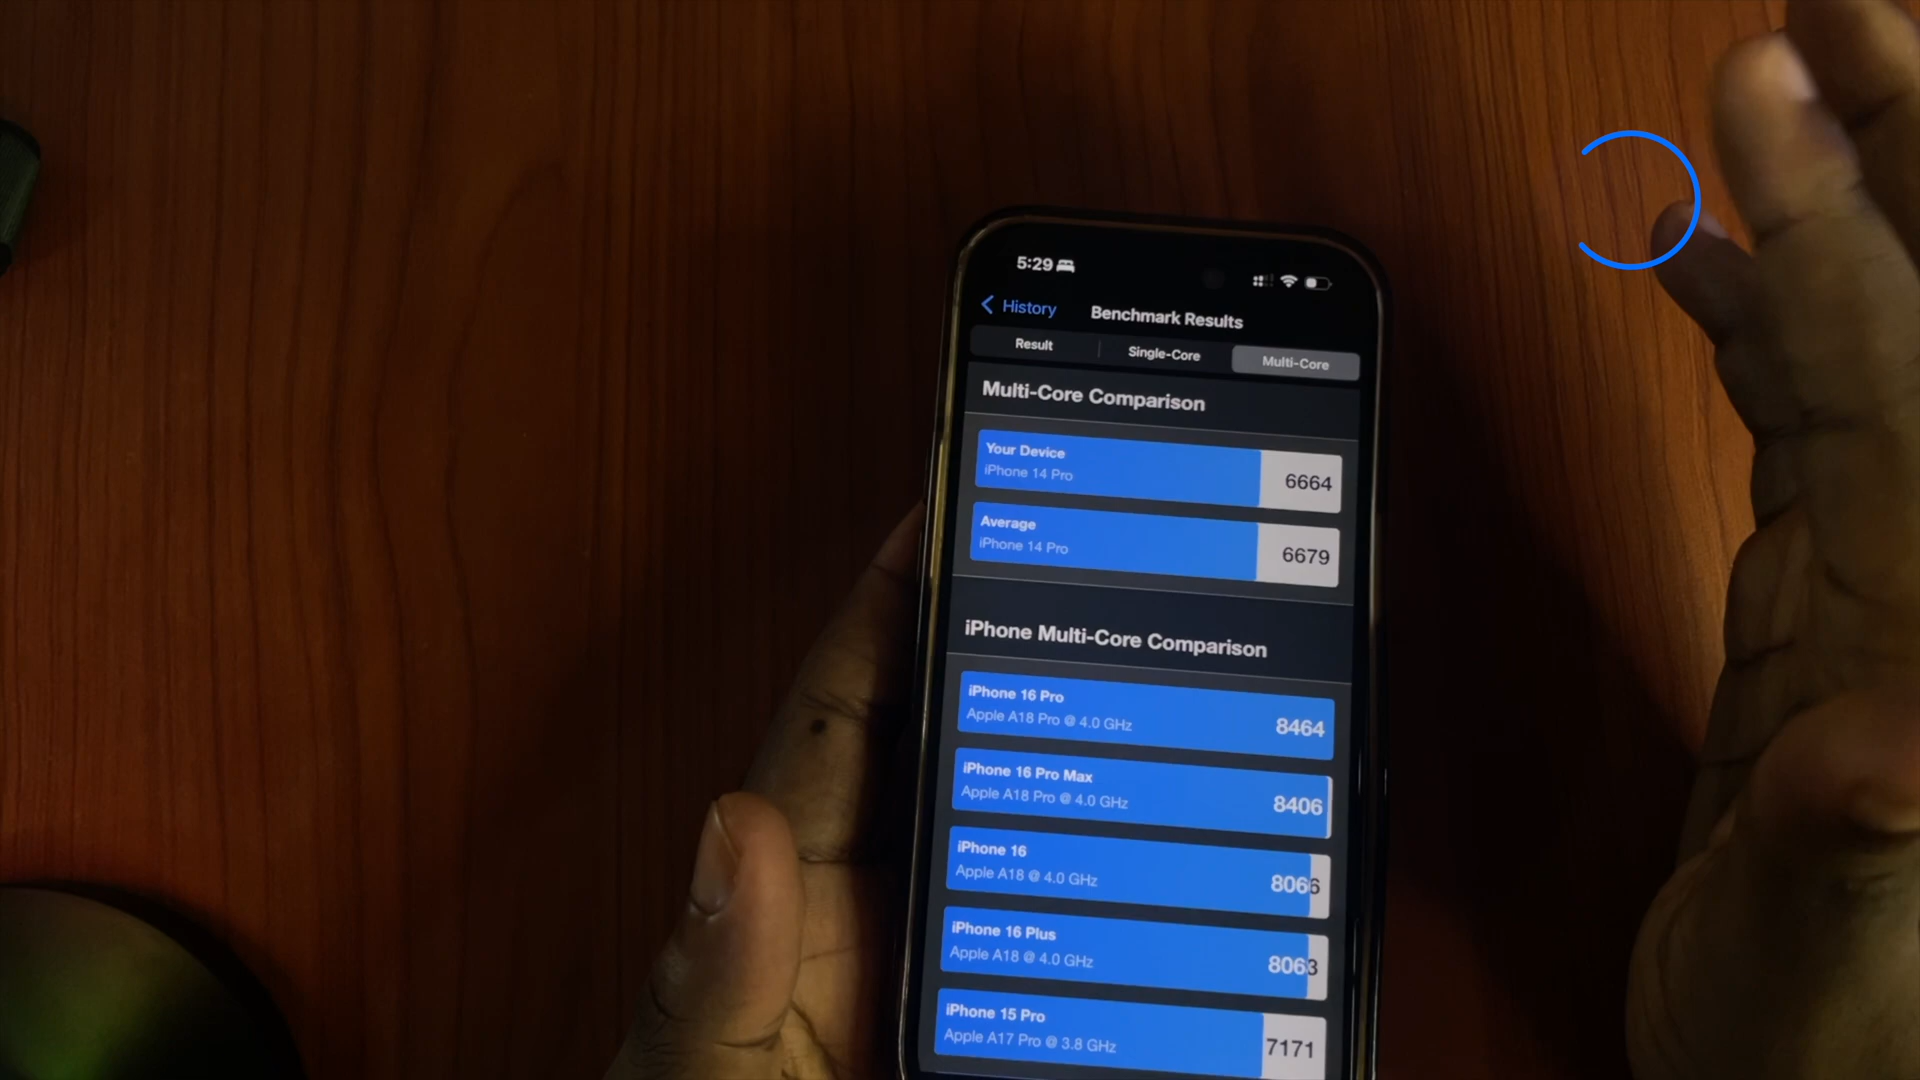 5:29
History
Benchmark Results
Result
Single-Core
Multi-Core
Multi-Core Comparison
Your Device
iPhone 14 Pro
6664
Average
iPhone 14 Pro
6679
iPhone Multi-Core Comparison
iPhone 16 Pro
Apple A18 Pro @ 4.0 GHz
8464
iPhone 16 Pro Max
Apple A18 Pro @ 4.0 GHz
8406
iPhone 16
Apple A18 @ 4.0 GHz
8066
iPhone 16 Plus
Apple A18 @ 4.0 GHz
8063
iPhone 15 Pro
Apple A17 Pro @ 3.8 GHz
7171